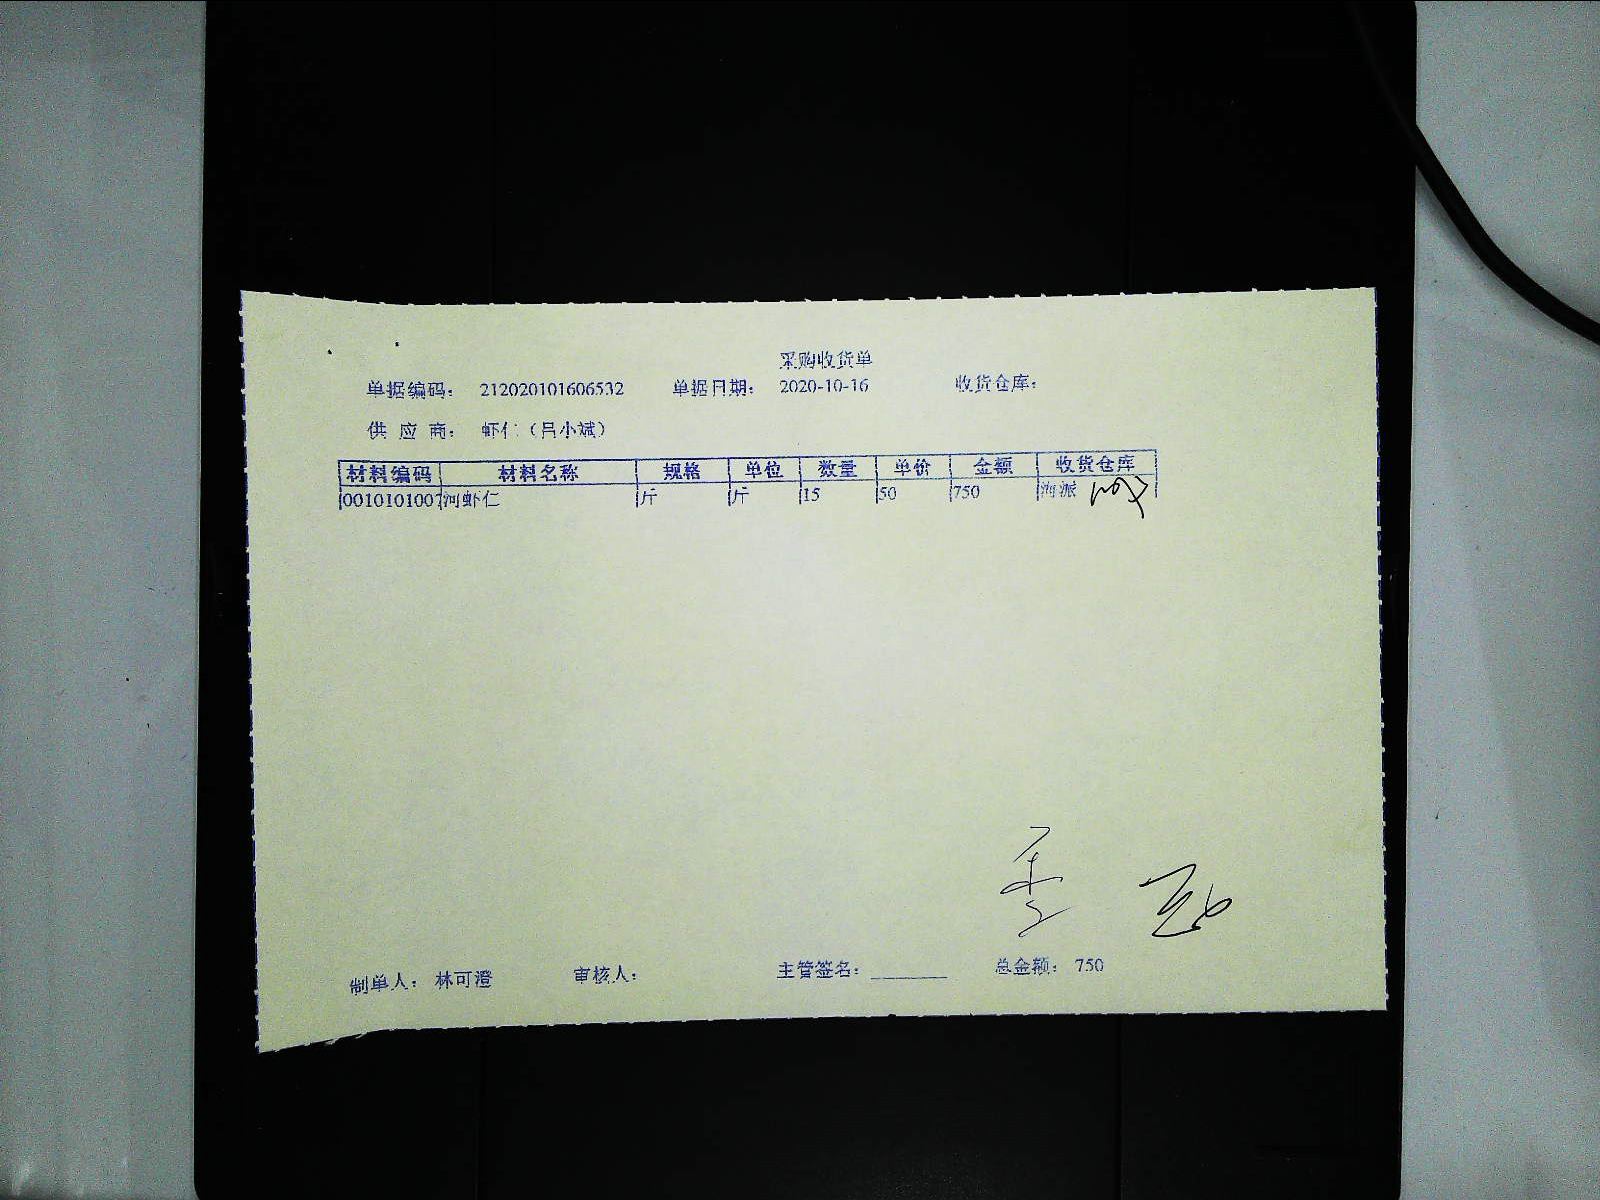 采购收货单
单据编码： 212020101606532 单据日期： 2020-10-16 收货仓库：
供 应 商： 虾仁（吕小斌）
材料编码 材料名称 规格 单位 数量 单价 金额 收货仓库
0010101007 河虾仁 斤 斤 15 50 750 海派
制单人： 林可澄 审核人： 主管签名：________ 总金额： 750